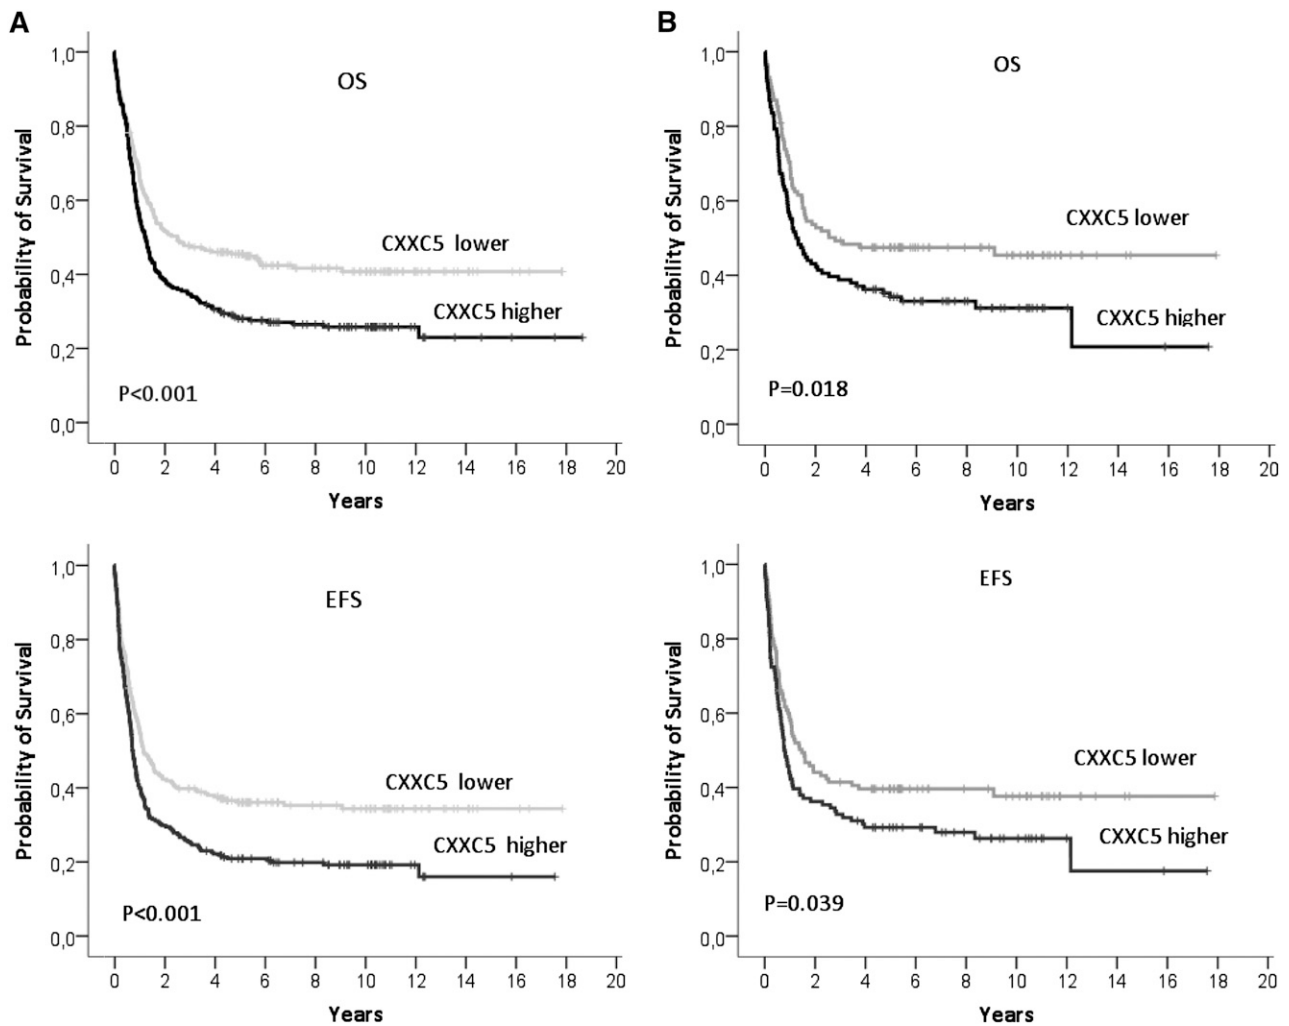 A
Probability of Survival
1,0
0,8
0,6
0,4
0,2
0,0
OS
CXXC5 lower
CXXC5 higher
P<0.001
0 2 4 6 8 10 12 14 16 18 20
Years
B
Probability of Survival
1,0
0,8
0,6
0,4
0,2
0,0
OS
CXXC5 lower
CXXC5 higher
P=0.018
0 2 4 6 8 10 12 14 16 18 20
Years
Probability of Survival
1,0
0,8
0,6
0,4
0,2
0,0
EFS
CXXC5 lower
CXXC5 higher
P<0.001
0 2 4 6 8 10 12 14 16 18 20
Years
Probability of Survival
1,0
0,8
0,6
0,4
0,2
0,0
EFS
CXXC5 lower
CXXC5 higher
P=0.039
0 2 4 6 8 10 12 14 16 18 20
Years